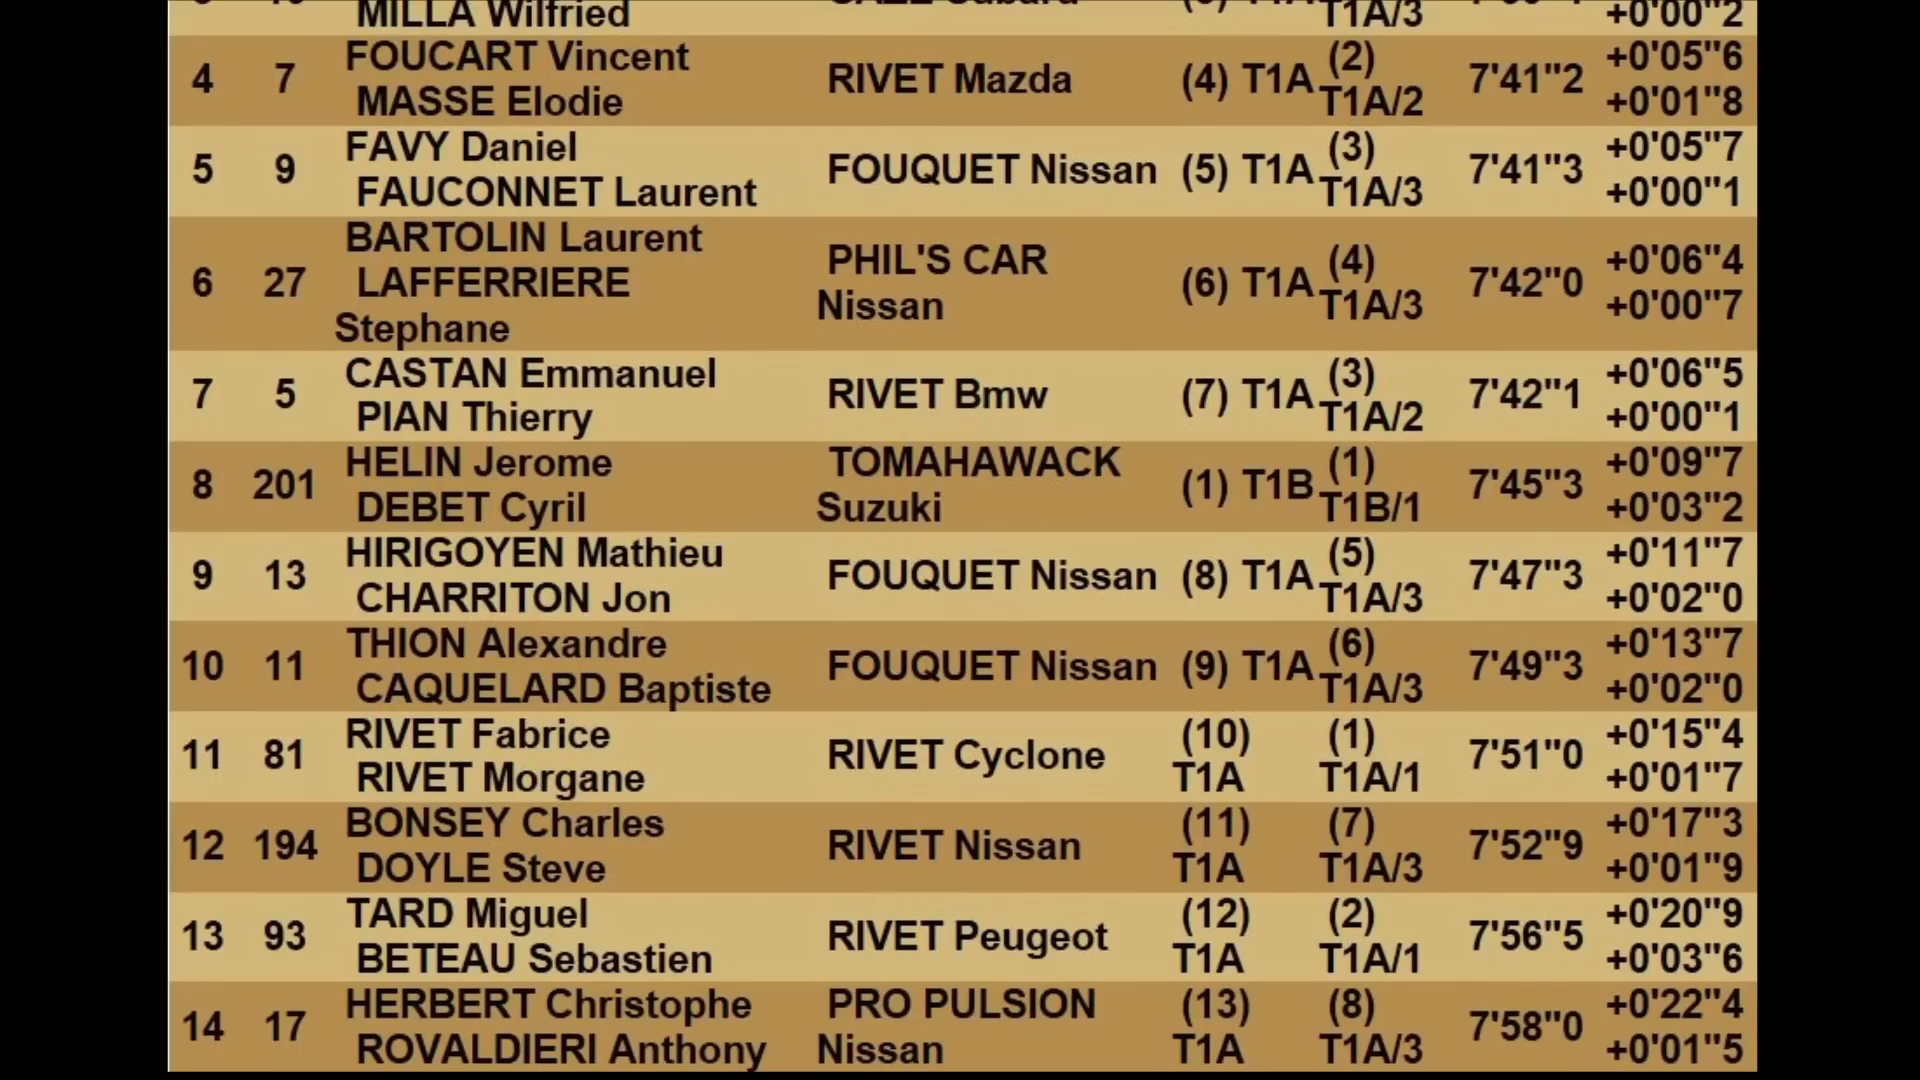 MILLA Wilfried T1A/3 +0'00"2
4 7 FOUCART Vincent RIVET Mazda (4) T1A (2) 7'41"2 +0'05"6
MASSE Elodie T1A/2 +0'01"8
5 9 FAVY Daniel FOUQUET Nissan (5) T1A (3) 7'41"3 +0'05"7
FAUCONNET Laurent T1A/3 +0'00"1
6 27 BARTOLIN Laurent PHIL'S CAR (6) T1A (4) 7'42"0 +0'06"4
LAFFERRIERE Nissan T1A/3 +0'00"7
Stephane
7 5 CASTAN Emmanuel RIVET Bmw (7) T1A (3) 7'42"1 +0'06"5
PIAN Thierry T1A/2 +0'00"1
8 201 HELIN Jerome TOMAHAWACK (1) T1B (1) 7'45"3 +0'09"7
DEBET Cyril Suzuki T1B/1 +0'03"2
9 13 HIRIGOYEN Mathieu FOUQUET Nissan (8) T1A (5) 7'47"3 +0'11"7
CHARRITON Jon T1A/3 +0'02"0
10 11 THION Alexandre FOUQUET Nissan (9) T1A (6) 7'49"3 +0'13"7
CAQUELARD Baptiste T1A/3 +0'02"0
11 81 RIVET Fabrice RIVET Cyclone (10) (1) 7'51"0 +0'15"4
RIVET Morgane T1A T1A/1 +0'01"7
12 194 BONSEY Charles RIVET Nissan (11) (7) 7'52"9 +0'17"3
DOYLE Steve T1A T1A/3 +0'01"9
13 93 TARD Miguel RIVET Peugeot (12) (2) 7'56"5 +0'20"9
BETEAU Sebastien T1A T1A/1 +0'03"6
14 17 HERBERT Christophe PRO PULSION (13) (8) 7'58"0 +0'22"4
ROVALDIERI Anthony Nissan T1A T1A/3 +0'01"5